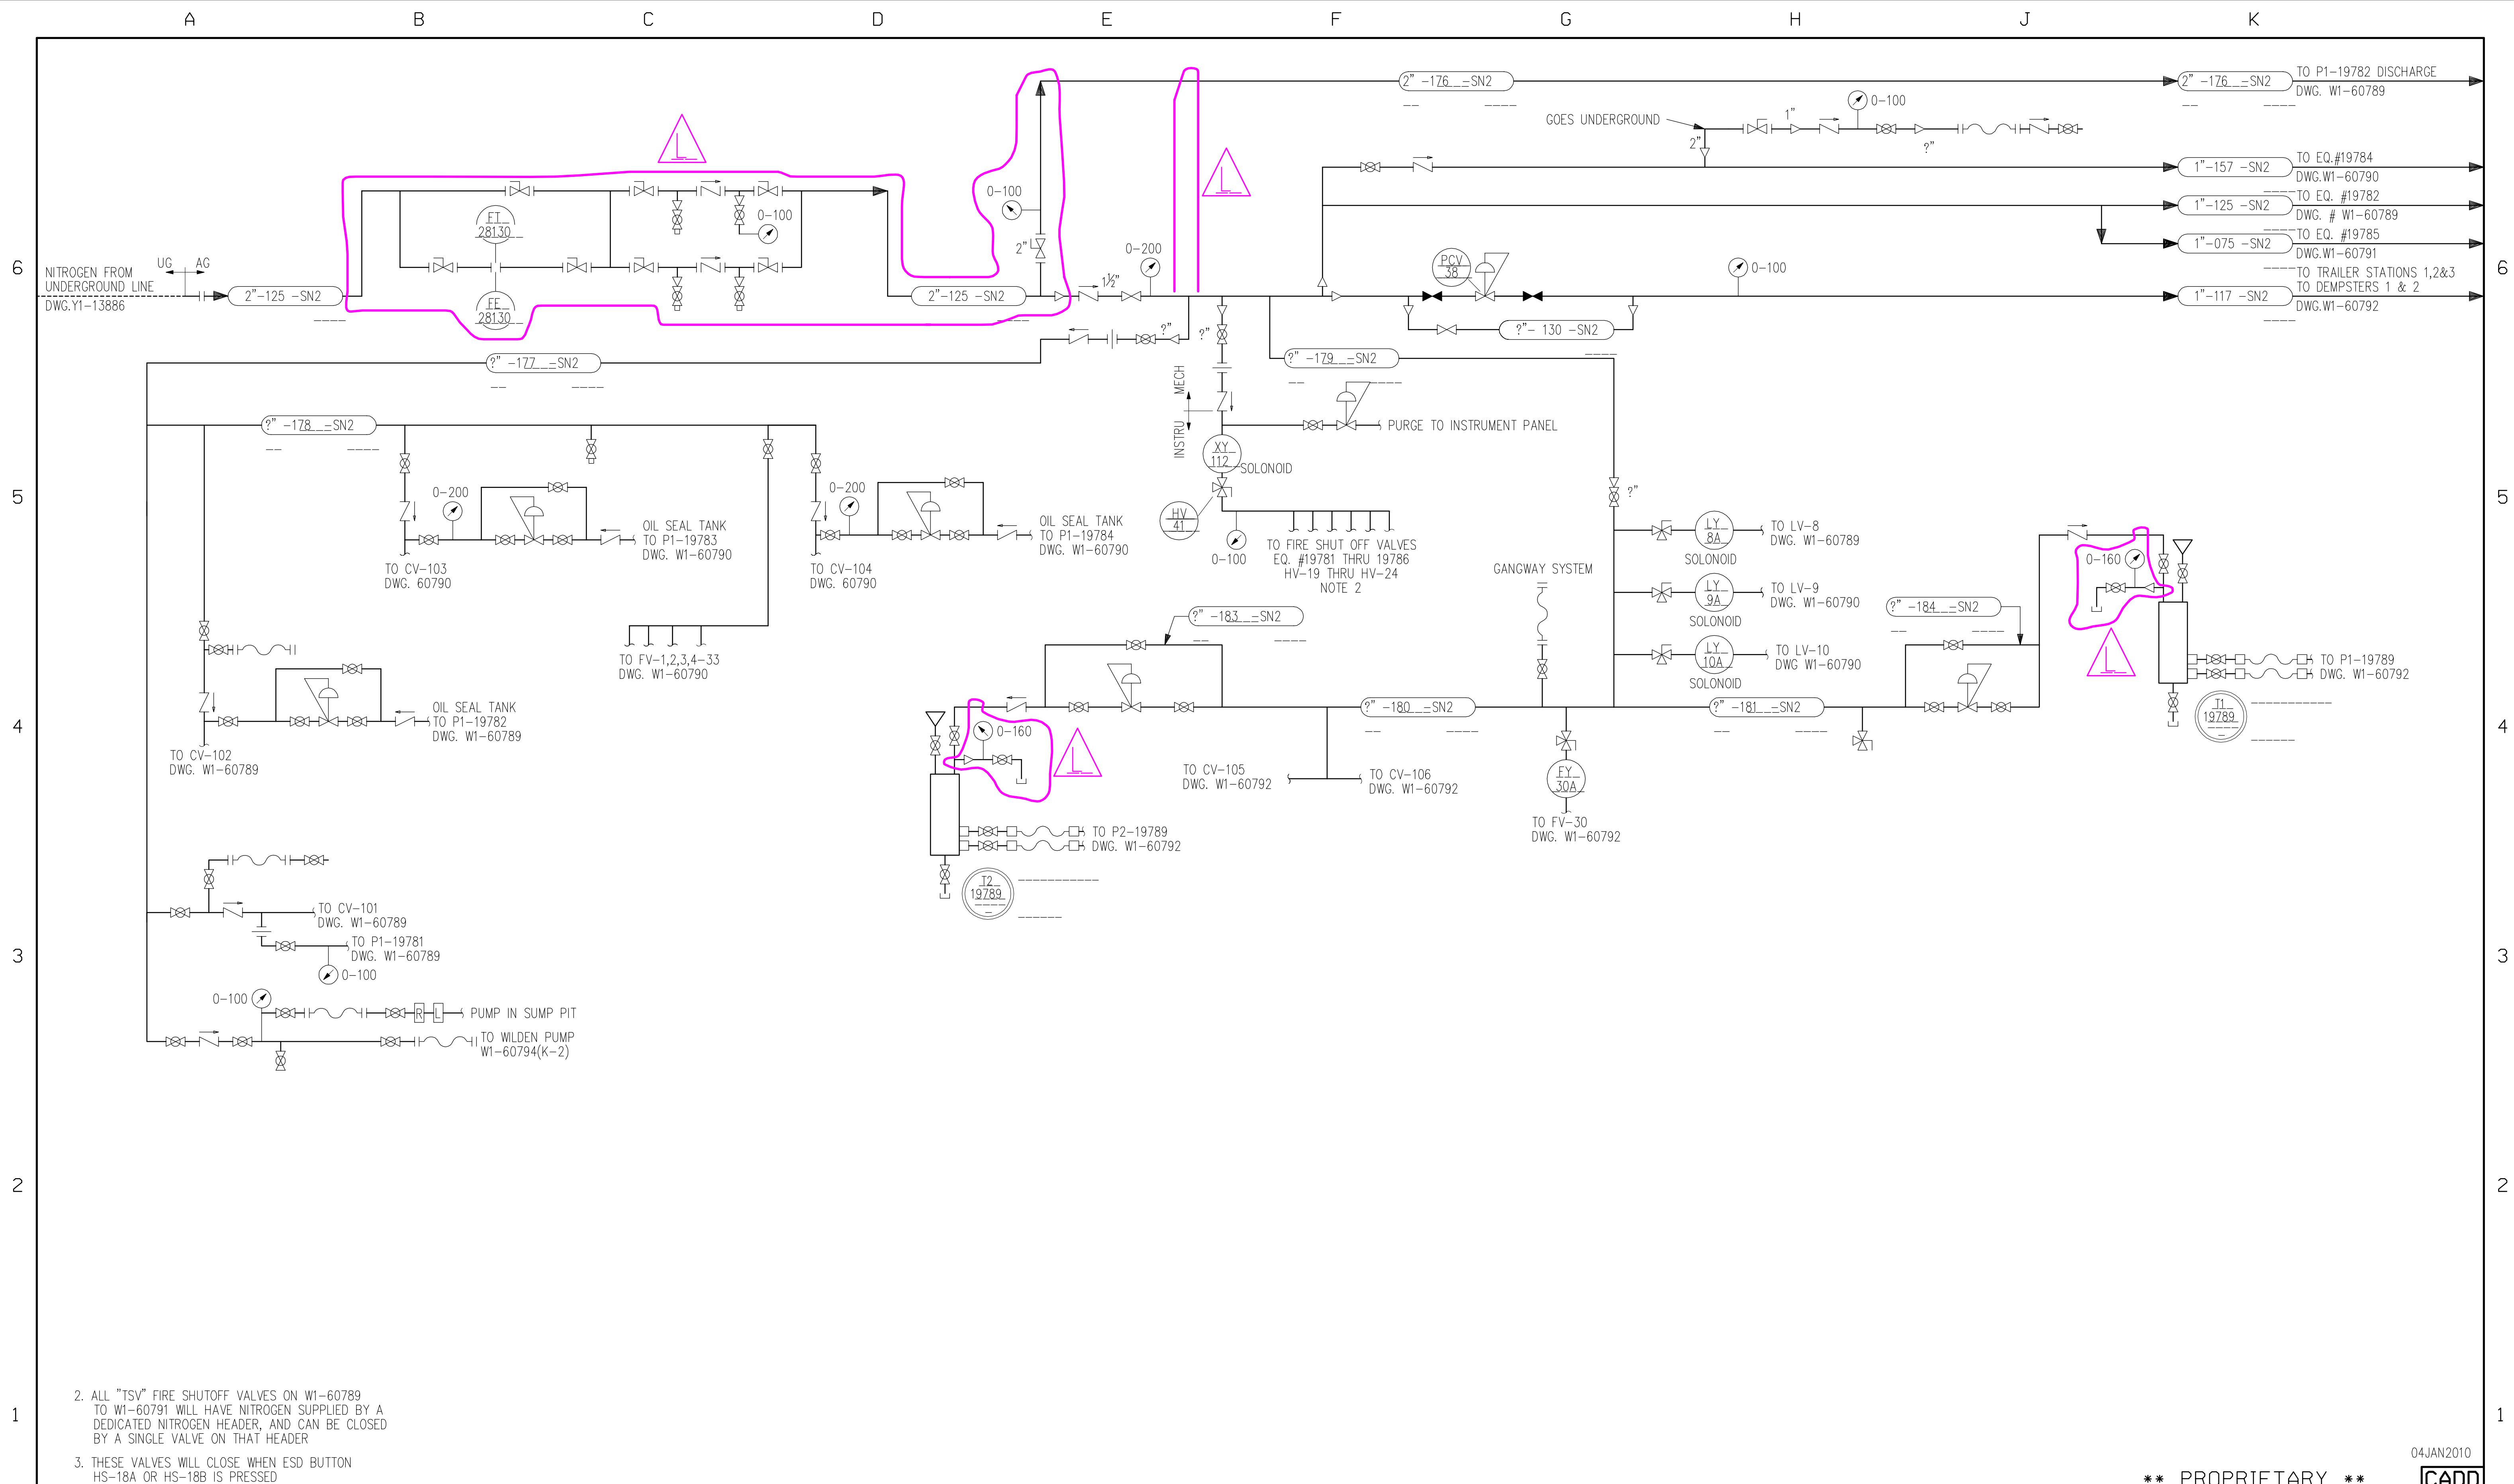 A B C D E F G H J K
2" -176___=SN2
2" -176___=SN2
TO P1-19782 DISCHARGE
DWG. W1-60789
GOES UNDERGROUND
1"
0-100
2"
?"
1"-157 -SN2
TO EQ.#19784
DWG.W1-60790
1"-125 -SN2
TO EQ. #19782
DWG. # W1-60789
1"-075 -SN2
TO EQ. #19785
DWG.W1-60791
TO TRAILER STATIONS 1,2&3
TO DEMPSTERS 1 & 2
1"-117 -SN2
DWG.W1-60792
L
L
6
6
NITROGEN FROM
UNDERGROUND LINE
DWG.Y1-13886
UG AG
2"-125 -SN2
FT
28130
FE
28130
0-100
2"-125 -SN2
0-100
2"
1½"
0-200
PCV
38
0-100
?"- 130 -SN2
?"
?"
?" -177___=SN2
?" -179___=SN2
MECH
INSTRU
PURGE TO INSTRUMENT PANEL
?" -178___=SN2
XY
112
SOLONOID
HV
41
0-100
TO FIRE SHUT OFF VALVES
EQ. #19781 THRU 19786
HV-19 THRU HV-24
NOTE 2
5
5
0-200
OIL SEAL TANK
TO P1-19783
DWG. W1-60790
TO CV-103
DWG. 60790
0-200
OIL SEAL TANK
TO P1-19784
DWG. W1-60790
TO CV-104
DWG. 60790
?"
LY
8A
SOLONOID
TO LV-8
DWG. W1-60789
LY
9A
SOLONOID
TO LV-9
DWG. W1-60790
LY
10A
SOLONOID
TO LV-10
DWG W1-60790
GANGWAY SYSTEM
0-160
?" -184___=SN2
L
TO P1-19789
DWG. W1-60792
T1
19789
TO FV-1,2,3,4-33
DWG. W1-60790
?" -183___=SN2
4
4
OIL SEAL TANK
TO P1-19782
DWG. W1-60789
TO CV-102
DWG. W1-60789
0-160
L
?" -180___=SN2
?" -181___=SN2
TO CV-105
DWG. W1-60792
TO CV-106
DWG. W1-60792
FY
30A
TO FV-30
DWG. W1-60792
TO P2-19789
DWG. W1-60792
T2
19789
3
3
TO CV-101
DWG. W1-60789
TO P1-19781
DWG. W1-60789
0-100
0-100
R L PUMP IN SUMP PIT
TO WILDEN PUMP
W1-60794(K-2)
2
2
1
1
2. ALL "TSV" FIRE SHUTOFF VALVES ON W1-60789
TO W1-60791 WILL HAVE NITROGEN SUPPLIED BY A
DEDICATED NITROGEN HEADER, AND CAN BE CLOSED
BY A SINGLE VALVE ON THAT HEADER
3. THESE VALVES WILL CLOSE WHEN ESD BUTTON
HS-18A OR HS-18B IS PRESSED
04JAN2010
** PROPRIETARY **
CADD